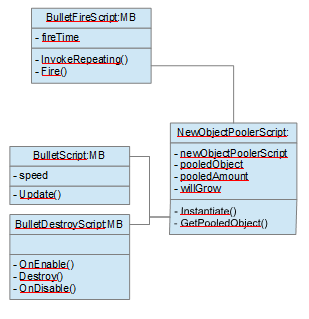 BulletFireScript:MB
- fireTime
- InvokeRepeating()
- Fire()
NewObjectPoolerScript:
- newObjectPoolerScript
- pooledObject
- pooledAmount
- willGrow
- Instantiate()
- GetPooledObject()
BulletScript:MB
- speed
- Update()
BulletDestroyScript:MB
- OnEnable()
- Destroy()
- OnDisable()